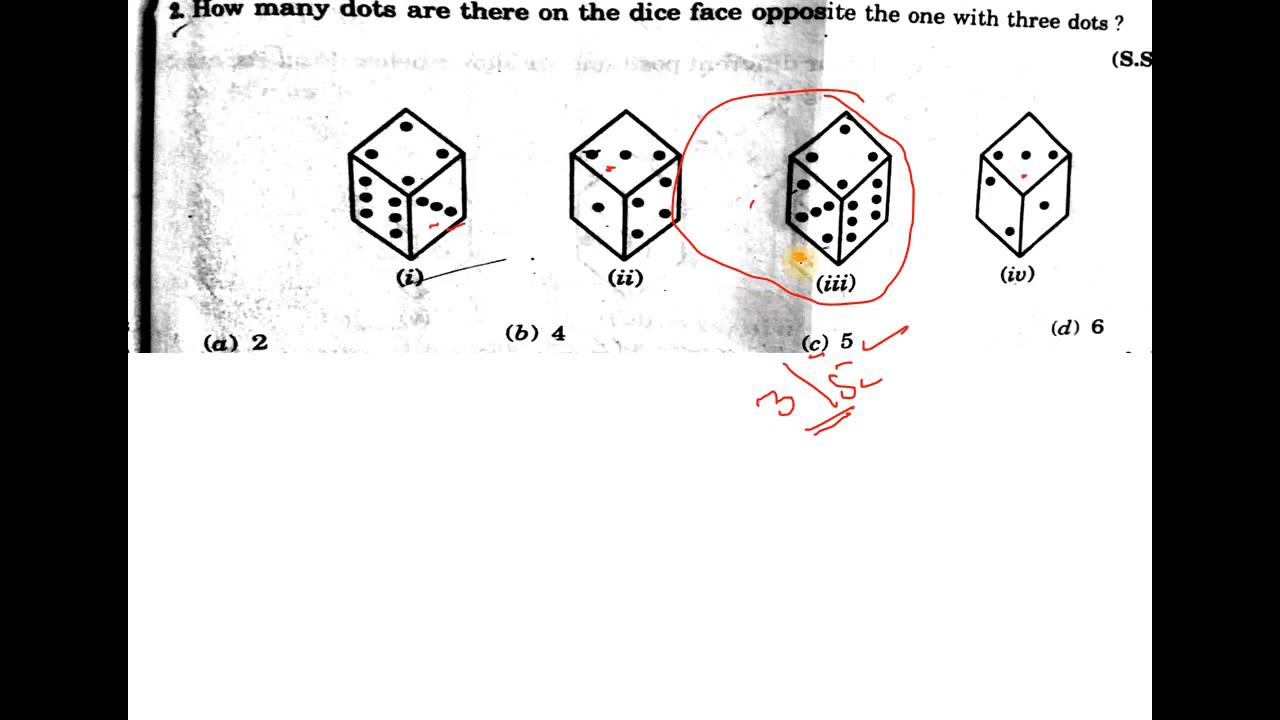 2. How many dots are there on the dice face opposite the one with three dots ?
(S.S
(i) (ii) (iii) (iv)
(a) 2 (b) 4 (c) 5 (d) 6
3 5